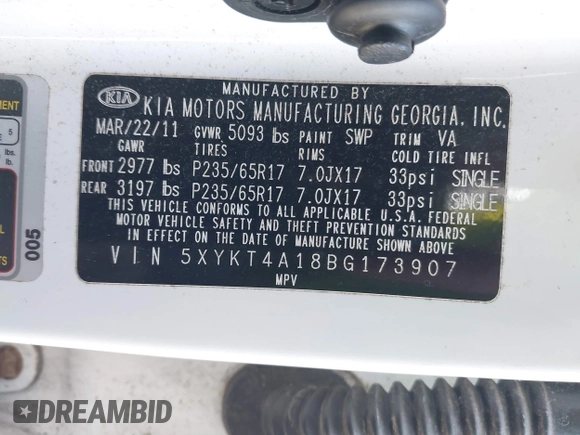 MANUFACTURED BY
KIA KIA MOTORS MANUFACTURING GEORGIA, INC.
MAR/22/11 GVWR 5093 lbs PAINT SWP TRIM VA
GAWR TIRES RIMS COLD TIRE INFL
FRONT 2977 lbs P235/65R17 7.0JX17 33psi SINGLE
REAR 3197 lbs P235/65R17 7.0JX17 33psi SINGLE
THIS VEHICLE CONFORMS TO ALL APPLICABLE U.S.A. FEDERAL
MOTOR VEHICLE SAFETY AND THEFT PREVENTION STANDARDS
IN EFFECT ON THE DATE OF MANUFACTURE SHOWN ABOVE
VIN 5XYKT4A18BG173907
MPV
5
lbs.
005
DREAMBID